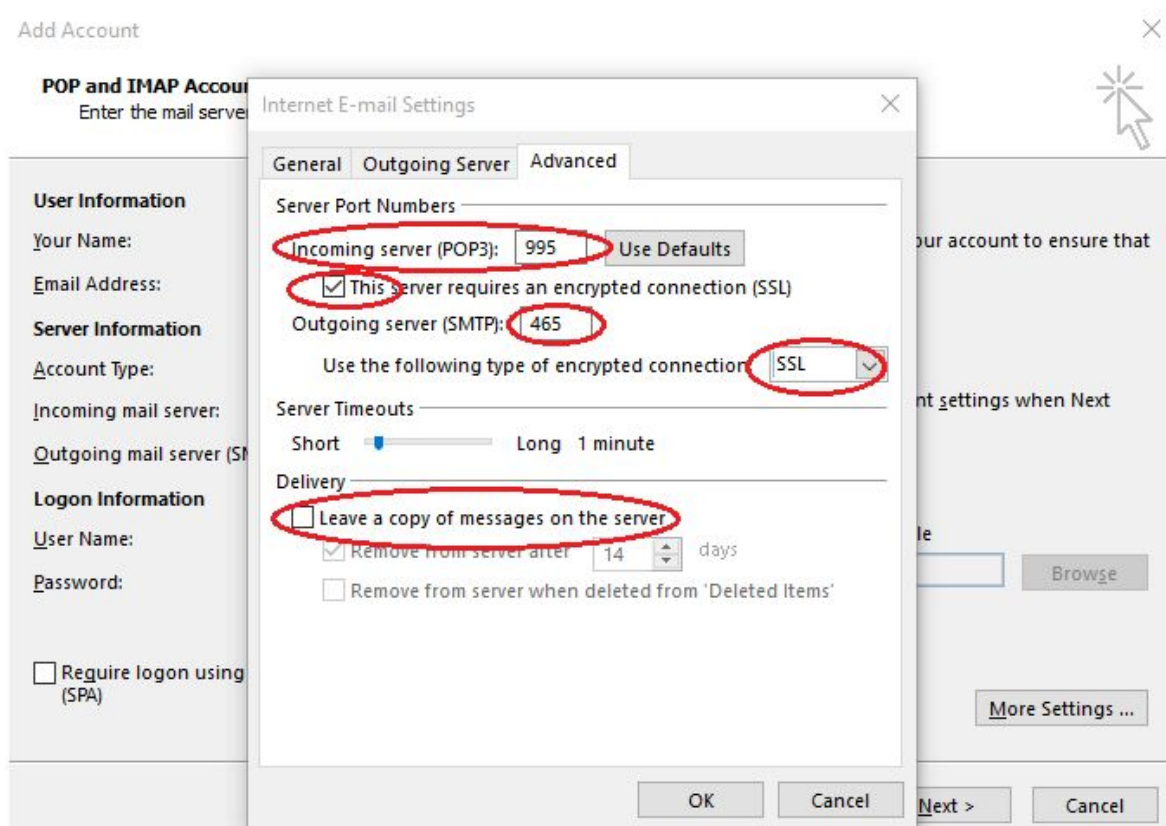 Add Account
POP and IMAP Accou
Enter the mail serve
Internet E-mail Settings
General Outgoing Server Advanced
Server Port Numbers
User Information
Your Name:
Incoming server (POP3): 995 Use Defaults
our account to ensure that
Email Address:
This server requires an encrypted connection (SSL)
Server Information
Outgoing server (SMTP): 465
Account Type:
Use the following type of encrypted connection SSL
Incoming mail server:
Server Timeouts
nt settings when Next
Outgoing mail server (SM
Short Long 1 minute
Delivery
Logon Information
Leave a copy of messages on the server
User Name:
le
Remove from server after 14 days
Password:
Remove from server when deleted from 'Deleted Items'
Browse
Require logon using
(SPA)
More Settings ...
OK Cancel
Next > Cancel